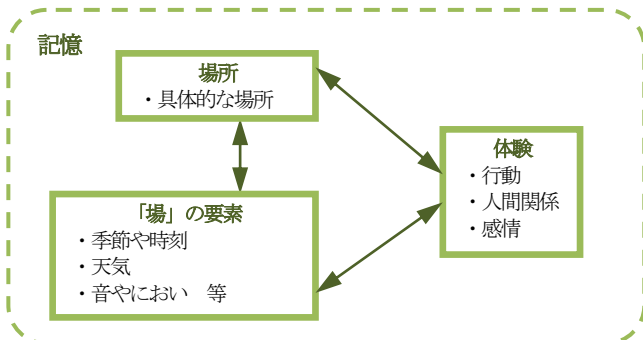 記憶
場所
・具体的な場所
体験
・行動
・人間関係
・感情
「場」の要素
・季節や時刻
・天気
・音やにおい　等